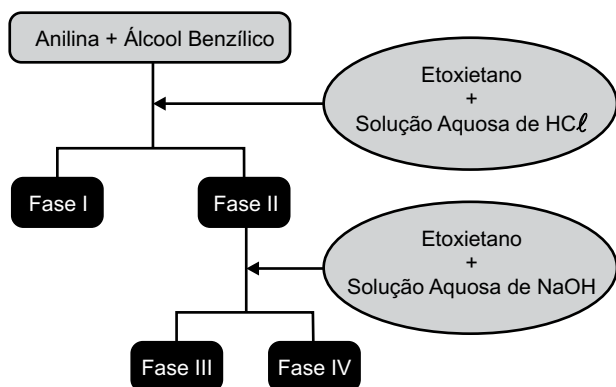 Anilina + Álcool Benzílico
Etoxietano
+
Solução Aquosa de HCℓ
Fase I
Fase II
Etoxietano
+
Solução Aquosa de NaOH
Fase III
Fase IV